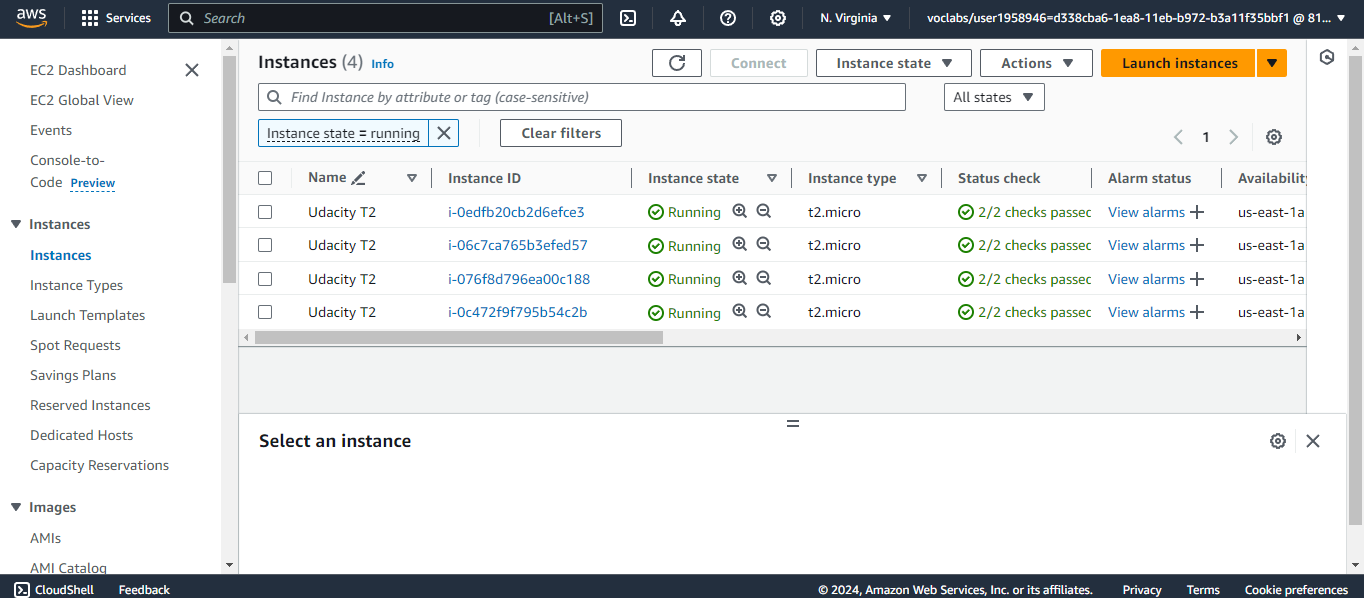 aws Services Search [Alt+S] N. Virginia voclabs/user1958946=d338cba6-1ea8-11eb-b972-b3a11f35bbf1 @ 81...
EC2 Dashboard
EC2 Global View
Events
Console-to-
Code Preview
Instances
Instances
Instance Types
Launch Templates
Spot Requests
Savings Plans
Reserved Instances
Dedicated Hosts
Capacity Reservations
Images
AMIs
AMI Catalog
Instances (4) Info Connect Instance state Actions Launch instances
Find Instance by attribute or tag (case-sensitive) All states
Instance state = running Clear filters 1
Name Instance ID Instance state Instance type Status check Alarm status Availability
Udacity T2 i-0edfb20cb2d6efce3 Running t2.micro 2/2 checks passec View alarms us-east-1a
Udacity T2 i-06c7ca765b3efed57 Running t2.micro 2/2 checks passec View alarms us-east-1a
Udacity T2 i-076f8d796ea00c188 Running t2.micro 2/2 checks passec View alarms us-east-1a
Udacity T2 i-0c472f9f795b54c2b Running t2.micro 2/2 checks passec View alarms us-east-1a
Select an instance
CloudShell Feedback © 2024, Amazon Web Services, Inc. or its affiliates. Privacy Terms Cookie preferences